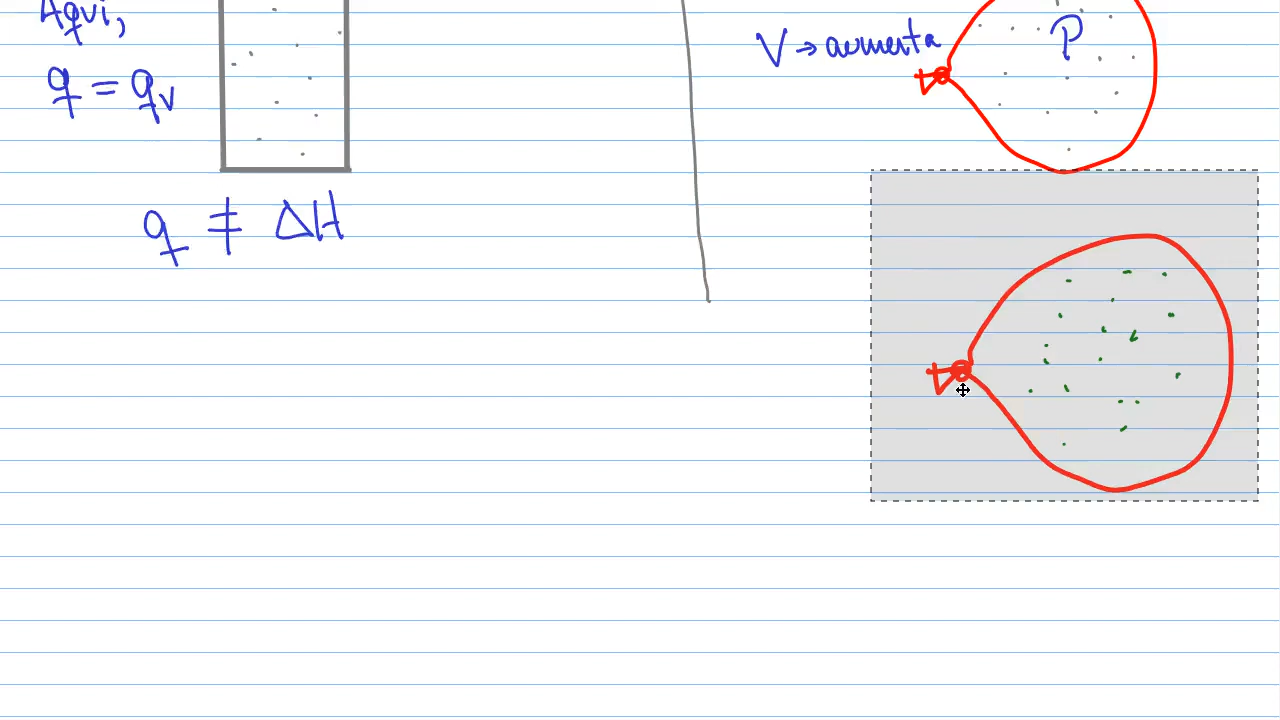 Aqui,
q = qv
q ≠ ΔH
V → aumenta
P